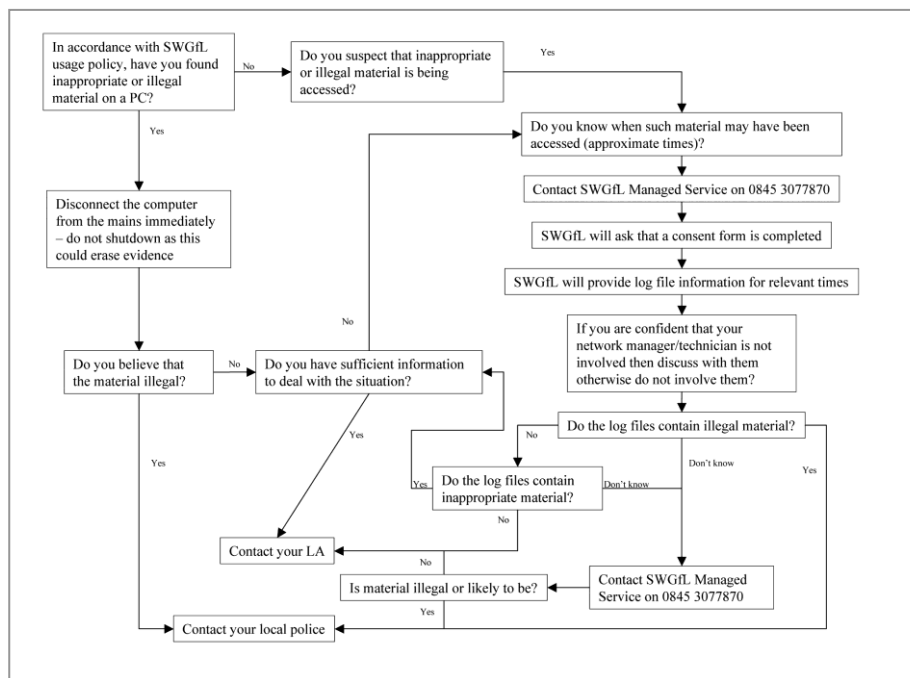 In accordance with SWGfL
usage policy, have you found
inappropriate or illegal
material on a PC?
No
Do you suspect that inappropriate
or illegal material is being
accessed?
Yes
Yes
Do you know when such material may have been
accessed (approximate times)?
Contact SWGfL Managed Service on 0845 3077870
Disconnect the computer
from the mains immediately
– do not shutdown as this
could erase evidence
SWGfL will ask that a consent form is completed
SWGfL will provide log file information for relevant times
No
If you are confident that your
network manager/technician is
not involved then discuss with them
otherwise do not involve them?
Do you believe that
the material illegal?
No
Do you have sufficient information
to deal with the situation?
Do the log files contain illegal material?
Yes
Yes
No
Don't know
Yes
Yes
Do the log files contain
inappropriate material?
Don't know
No
Contact your LA
No
Is material illegal or likely to be?
Contact SWGfL Managed
Service on 0845 3077870
Yes
Contact your local police